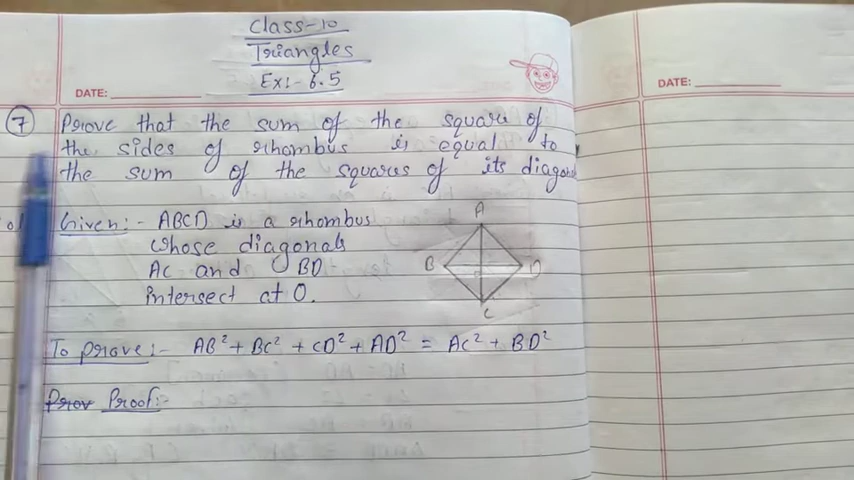 Class-10
Triangles
Ex:- 6.5
DATE:
DATE:
7 Prove that the sum of the square of
the sides of rhombus is equal to
the sum of the squares of its
Given:- ABCD is a rhombus
whose diagonals
AC and BD
intersect at O.
A
B
D
C
To prove:- AB² + BC² + CD² + AD² = AC² + BD²
Prov Proof:-